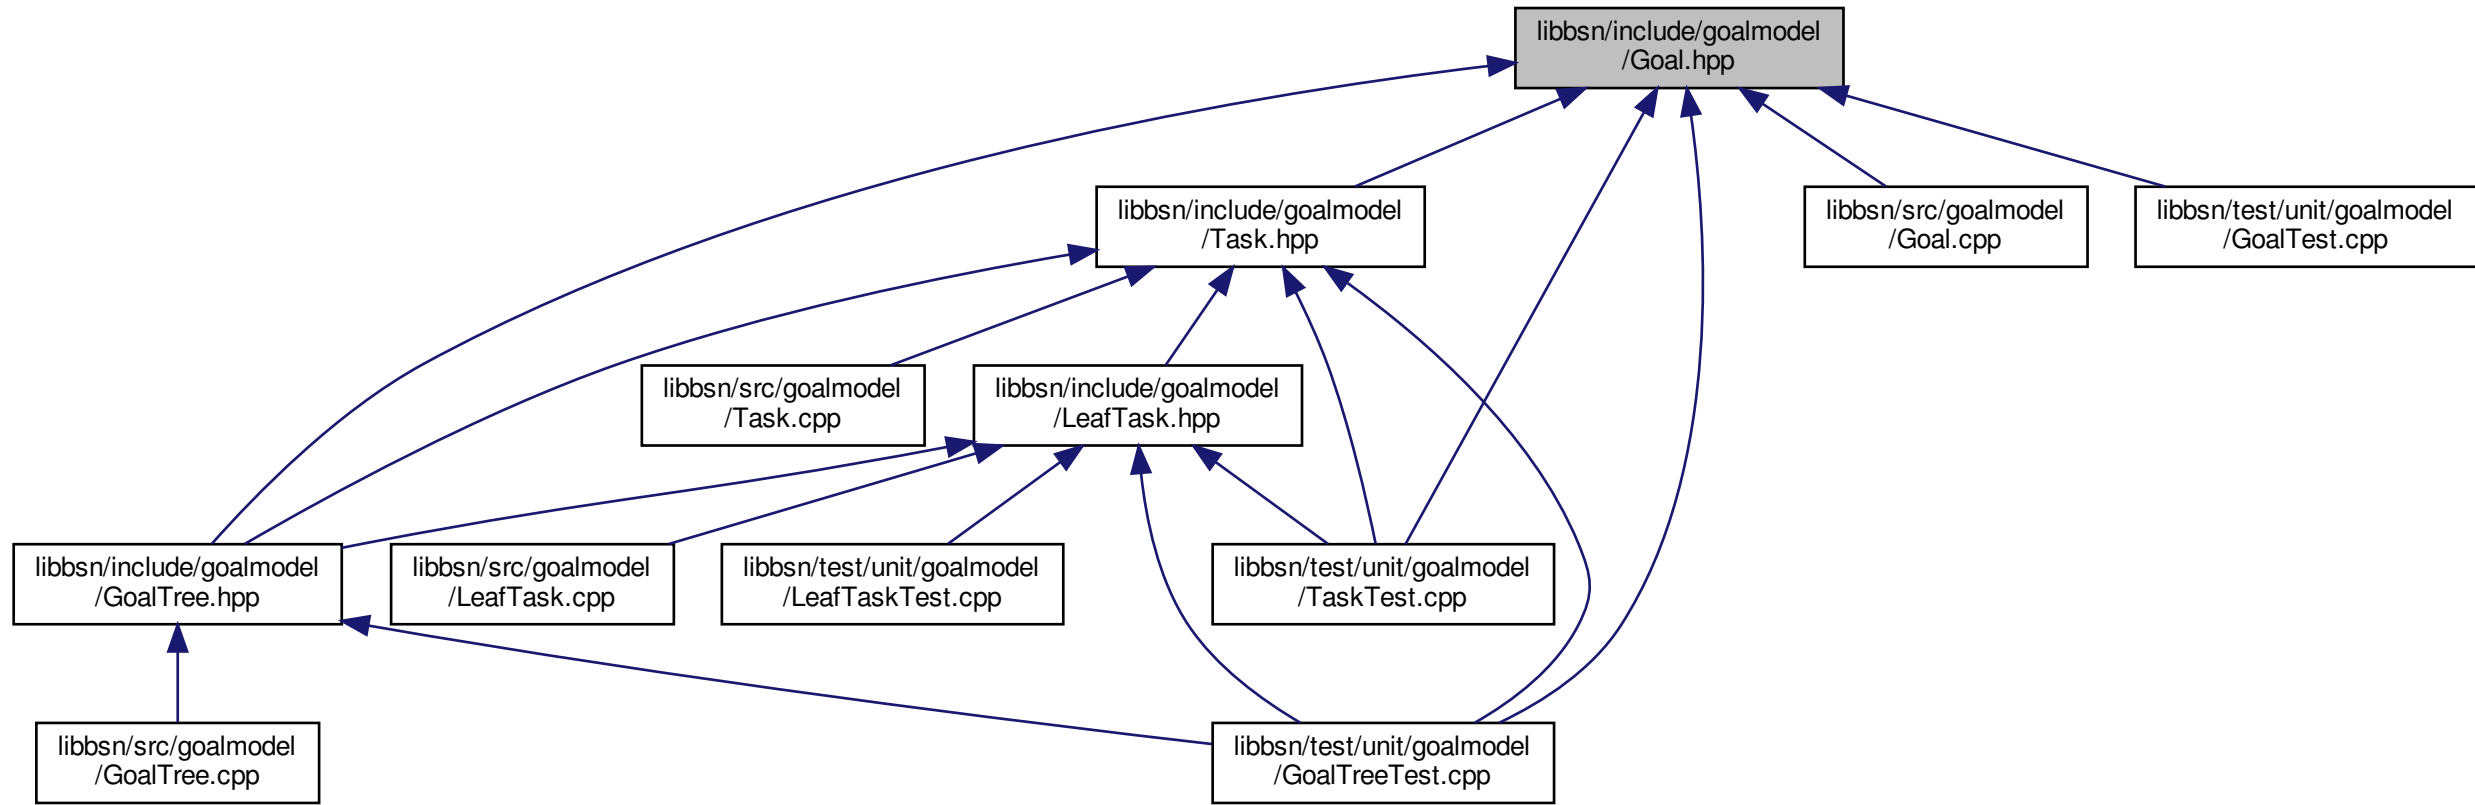 libbsn/include/goalmodel
/Goal.hpp
libbsn/include/goalmodel
/Task.hpp
libbsn/src/goalmodel
/Goal.cpp
libbsn/test/unit/goalmodel
/GoalTest.cpp
libbsn/src/goalmodel
/Task.cpp
libbsn/include/goalmodel
/LeafTask.hpp
libbsn/include/goalmodel
/GoalTree.hpp
libbsn/src/goalmodel
/LeafTask.cpp
libbsn/test/unit/goalmodel
/LeafTaskTest.cpp
libbsn/test/unit/goalmodel
/TaskTest.cpp
libbsn/src/goalmodel
/GoalTree.cpp
libbsn/test/unit/goalmodel
/GoalTreeTest.cpp